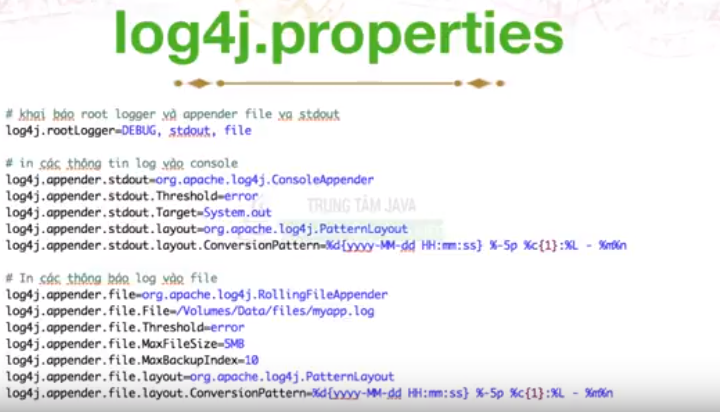 log4j.properties
# khai báo root logger và appender file va stdout
log4j.rootLogger=DEBUG, stdout, file
# in các thông tin log vào console
log4j.appender.stdout=org.apache.log4j.ConsoleAppender
log4j.appender.stdout.Threshold=error
log4j.appender.stdout.Target=System.out
log4j.appender.stdout.layout=org.apache.log4j.PatternLayout
log4j.appender.stdout.layout.ConversionPattern=%d{yyyy-MM-dd HH:mm:ss} %-5p %c{1}:%L - %m%n
TRUNG TÂM JAVA
# In các thông báo log vào file
log4j.appender.file=org.apache.log4j.RollingFileAppender
log4j.appender.file.File=/Volumes/Data/files/myapp.log
log4j.appender.file.Threshold=error
log4j.appender.file.MaxFileSize=5MB
log4j.appender.file.MaxBackupIndex=10
log4j.appender.file.layout=org.apache.log4j.PatternLayout
log4j.appender.file.layout.ConversionPattern=%d{yyyy-MM-dd HH:mm:ss} %-5p %c{1}:%L - %m%n